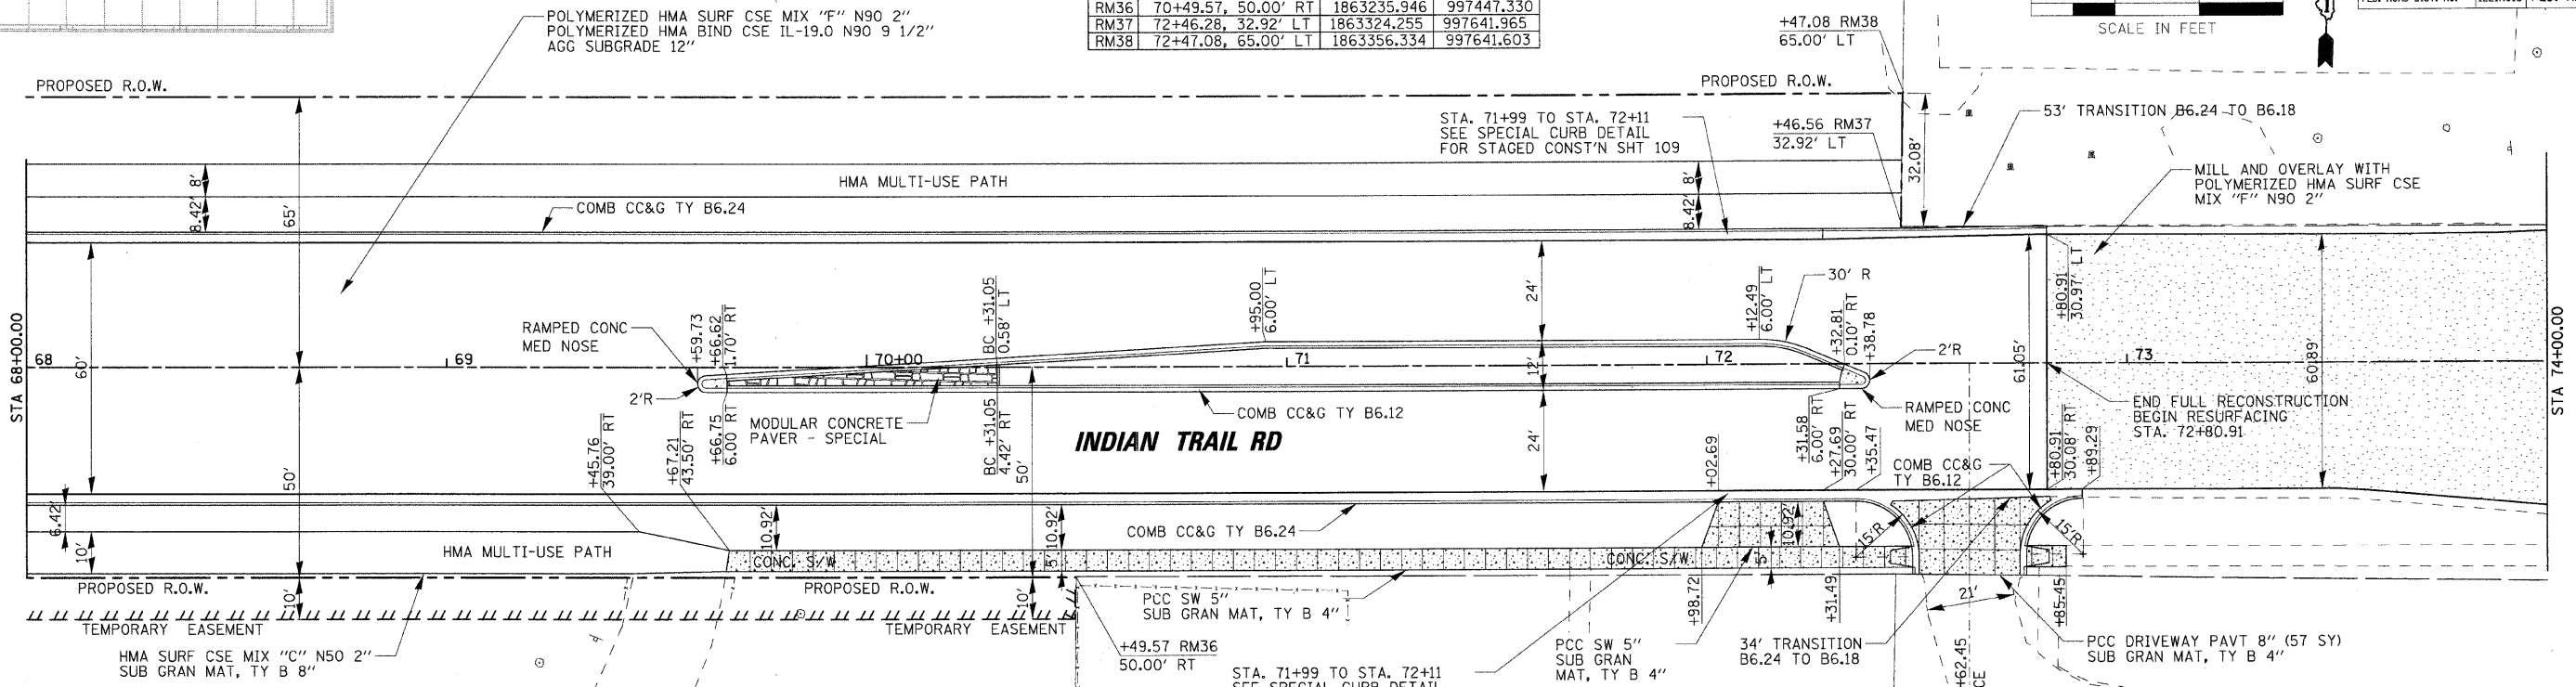 POLYMERIZED HMA SURF CSE MIX "F" N90 2"
POLYMERIZED HMA BIND CSE IL-19.0 N90 9 1/2"
AGG SUBGRADE 12"
RM36 70+49.57, 50.00' RT 1863235.946 997447.330
RM37 72+46.28, 32.92' LT 1863324.255 997641.965
RM38 72+47.08, 65.00' LT 1863356.334 997641.603
+47.08 RM38
65.00' LT
SCALE IN FEET
PROPOSED R.O.W.
PROPOSED R.O.W.
STA. 71+99 TO STA. 72+11
SEE SPECIAL CURB DETAIL
FOR STAGED CONST'N SHT 109
+46.56 RM37
32.92' LT
32.08'
53' TRANSITION B6.24 TO B6.18
MILL AND OVERLAY WITH
POLYMERIZED HMA SURF CSE
MIX "F" N90 2"
8'
8.42'
65'
HMA MULTI-USE PATH
8'
8.42'
COMB CC&G TY B6.24
STA 68+00.00
60'
RAMPED CONC
MED NOSE
+59.73
+66.62
1.70' RT
BC +31.05
0.58' LT
+95.00
6.00' LT
24'
+12.49
6.00' LT
30' R
+32.81
0.10' RT
+38.78
2'R
+80.91
30.97' LT
61.05'
60.89'
STA 74+00.00
68
69
70+00
71
72
73
12'
2'R
MODULAR CONCRETE
PAVER - SPECIAL
COMB CC&G TY B6.12
RAMPED CONC
MED NOSE
END FULL RECONSTRUCTION
BEGIN RESURFACING
STA. 72+80.91
INDIAN TRAIL RD
+45.76
39.00' RT
+67.21
43.50' RT
+66.75
6.00 RT
BC +31.05
4.42' RT
50'
50'
24'
+02.69
+31.58
6.00' RT
+27.69
30.00' RT
+35.47
COMB CC&G
TY B6.12
+80.91
30.08' RT
+89.29
6.42'
10'
HMA MULTI-USE PATH
10.92'
10.92'
5'
COMB CC&G TY B6.24
10.92'
5'
15'R
15'R
CONC. S/W
CONC. S/W
PROPOSED R.O.W.
PROPOSED R.O.W.
10'
10'
TEMPORARY EASEMENT
TEMPORARY EASEMENT
PCC SW 5"
SUB GRAN MAT, TY B 4"
+98.72
+31.49
21'
+85.45
HMA SURF CSE MIX "C" N50 2"
SUB GRAN MAT, TY B 8"
+49.57 RM36
50.00' RT
STA. 71+99 TO STA. 72+11
SEE SPECIAL CURB DETAIL
PCC SW 5"
SUB GRAN
MAT, TY B 4"
34' TRANSITION
B6.24 TO B6.18
+62.45
PCC DRIVEWAY PAVT 8" (57 SY)
SUB GRAN MAT, TY B 4"